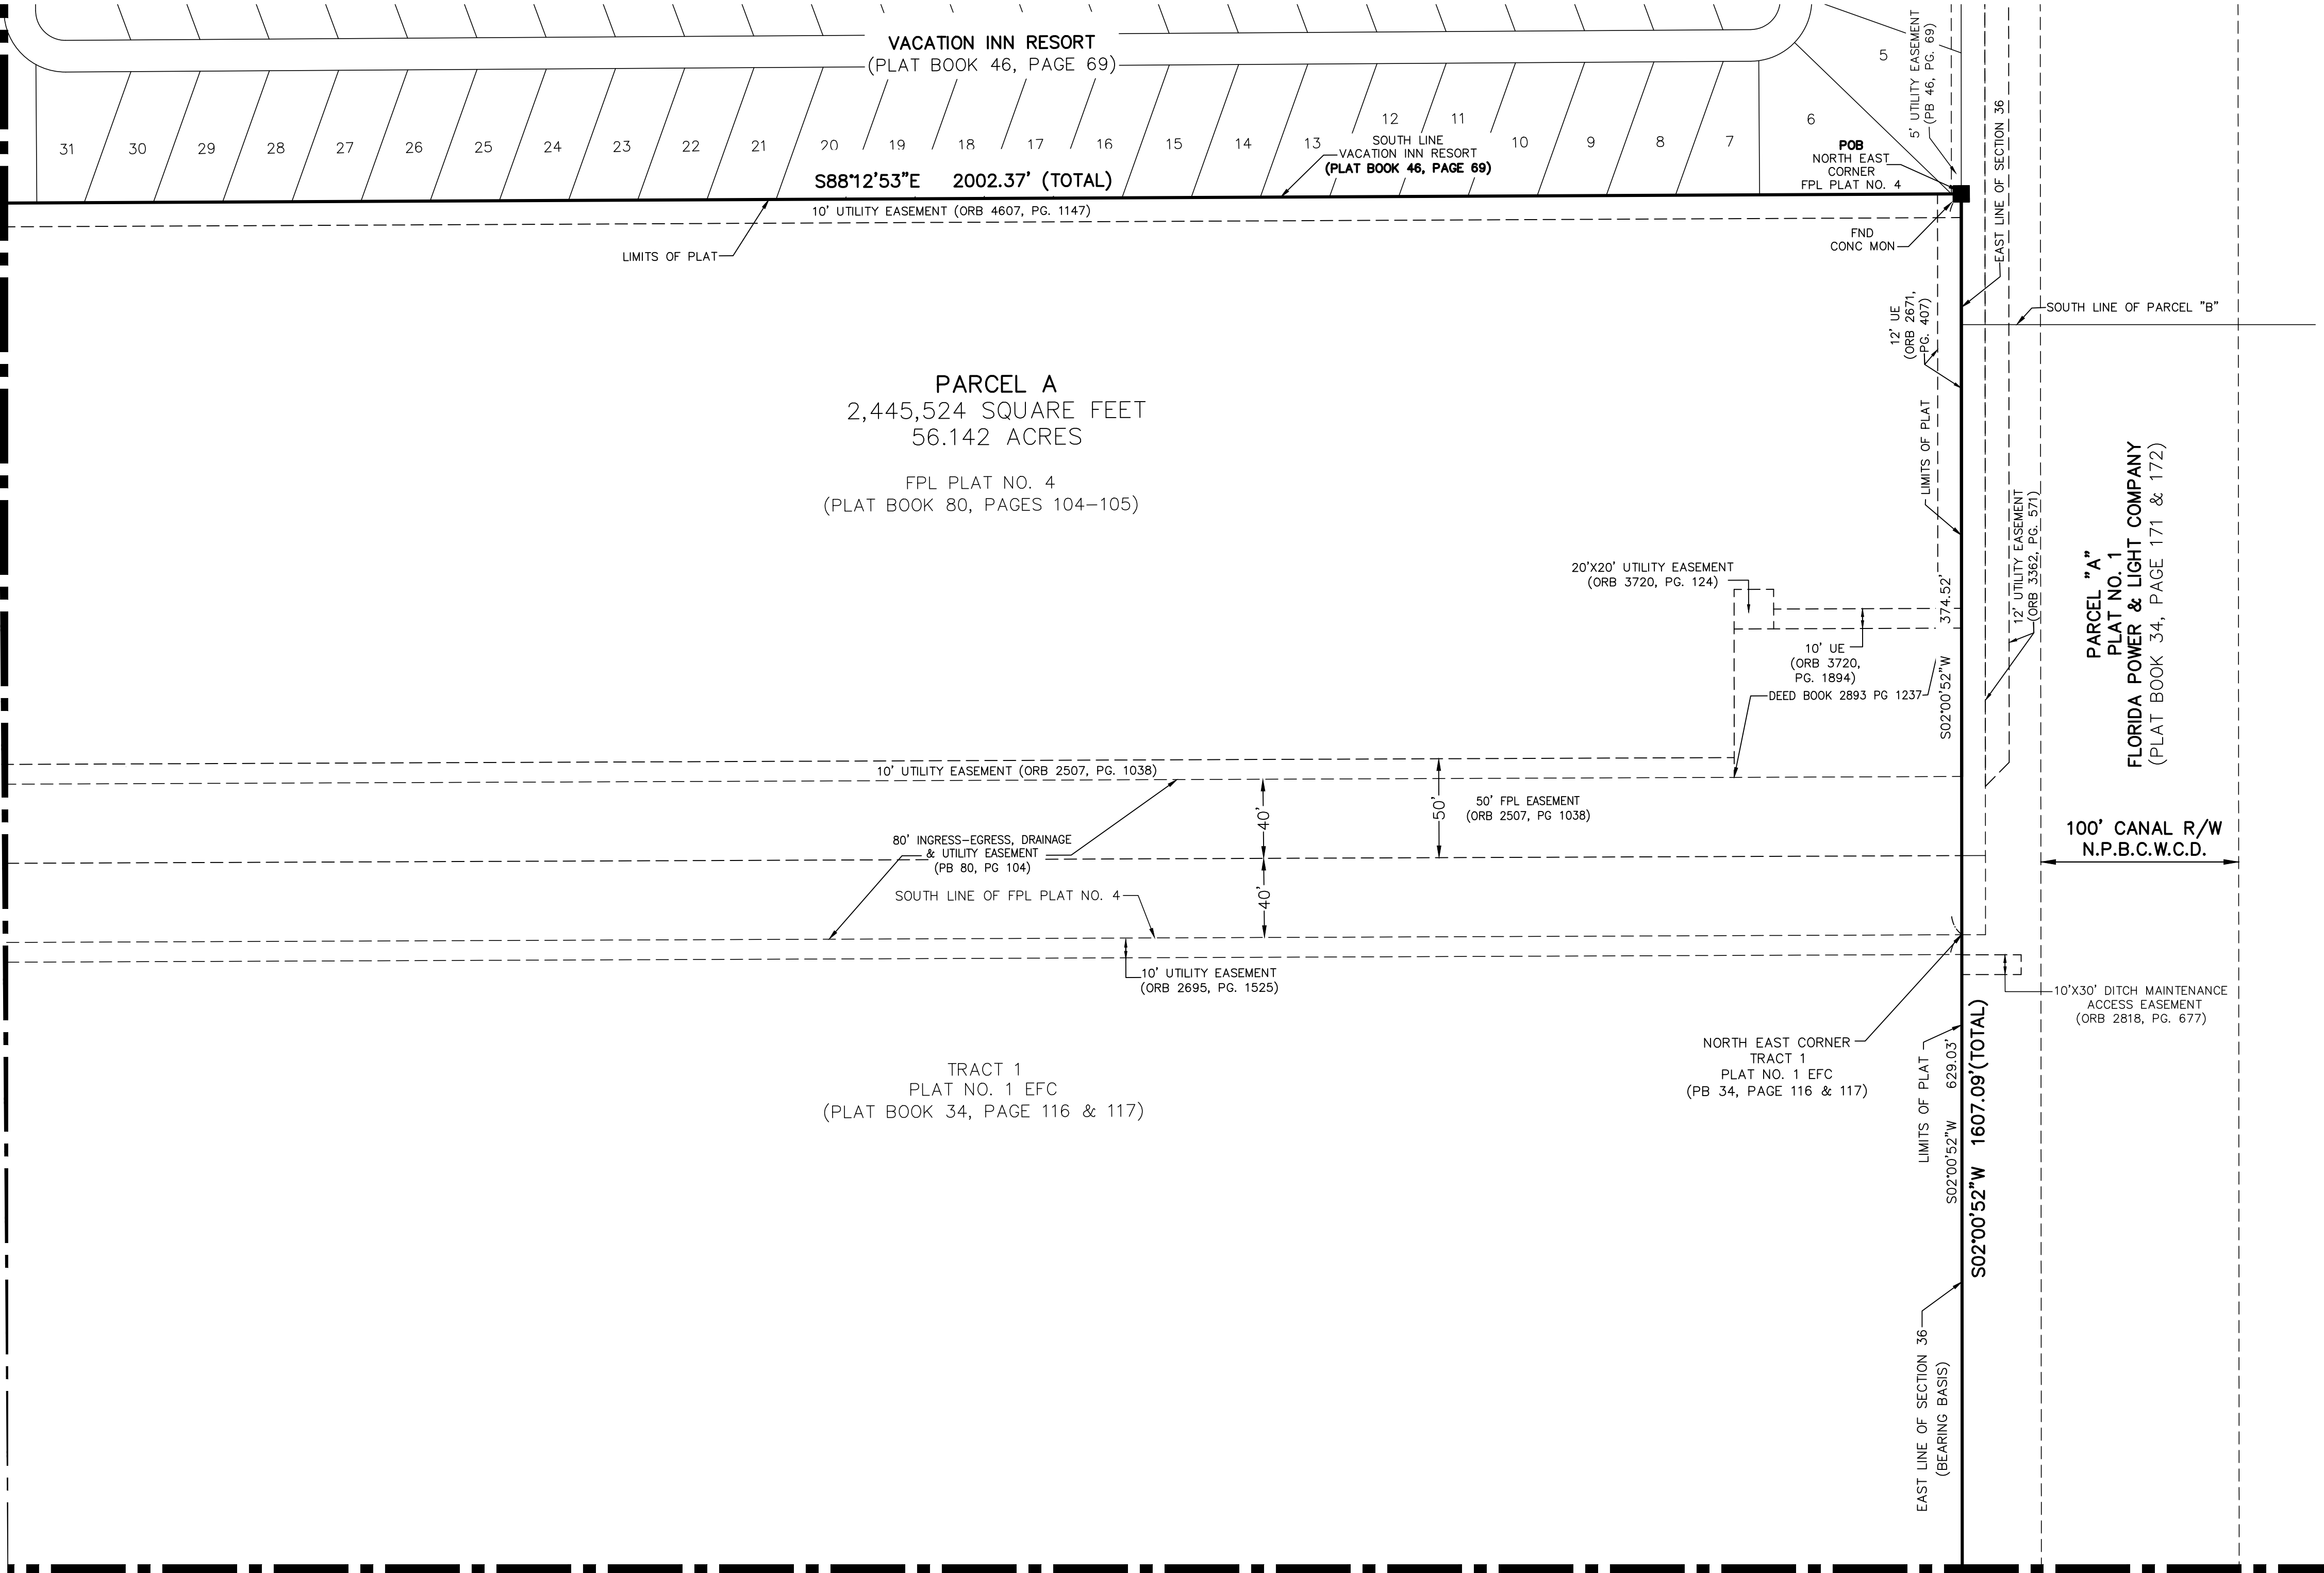 VACATION INN RESORT
(PLAT BOOK 46, PAGE 69)
5' UTILITY EASEMENT
(PB 46, PG. 69)
5
6
31
30
29
28
27
26
25
24
23
22
21
20
19
18
17
16
15
14
13
12
11
10
9
8
7
SOUTH LINE
VACATION INN RESORT
(PLAT BOOK 46, PAGE 69)
POB
NORTH EAST
CORNER
FPL PLAT NO. 4
S88°12'53"E 2002.37' (TOTAL)
10' UTILITY EASEMENT (ORB 4607, PG. 1147)
LIMITS OF PLAT
FND
CONC MON
EAST LINE OF SECTION 36
SOUTH LINE OF PARCEL "B"
12' UE
(ORB 2671,
PG. 407)
PARCEL A
2,445,524 SQUARE FEET
56.142 ACRES
FPL PLAT NO. 4
(PLAT BOOK 80, PAGES 104-105)
LIMITS OF PLAT
12' UTILITY EASEMENT
(ORB 3362, PG. 571)
PARCEL "A"
PLAT NO. 1
FLORIDA POWER & LIGHT COMPANY
(PLAT BOOK 34, PAGE 171 & 172)
20'X20' UTILITY EASEMENT
(ORB 3720, PG. 124)
S02°00'52"W 374.52'
10' UE
(ORB 3720,
PG. 1894)
DEED BOOK 2893 PG 1237
10' UTILITY EASEMENT (ORB 2507, PG. 1038)
40'
50'
50' FPL EASEMENT
(ORB 2507, PG 1038)
100' CANAL R/W
N.P.B.C.W.C.D.
80' INGRESS-EGRESS, DRAINAGE
& UTILITY EASEMENT
(PB 80, PG 104)
SOUTH LINE OF FPL PLAT NO. 4
40'
10' UTILITY EASEMENT
(ORB 2695, PG. 1525)
10'X30' DITCH MAINTENANCE
ACCESS EASEMENT
(ORB 2818, PG. 677)
NORTH EAST CORNER
TRACT 1
PLAT NO. 1 EFC
(PB 34, PAGE 116 & 117)
TRACT 1
PLAT NO. 1 EFC
(PLAT BOOK 34, PAGE 116 & 117)
LIMITS OF PLAT
S02°00'52"W 629.03'
S02°00'52"W 1607.09'(TOTAL)
EAST LINE OF SECTION 36
(BEARING BASIS)